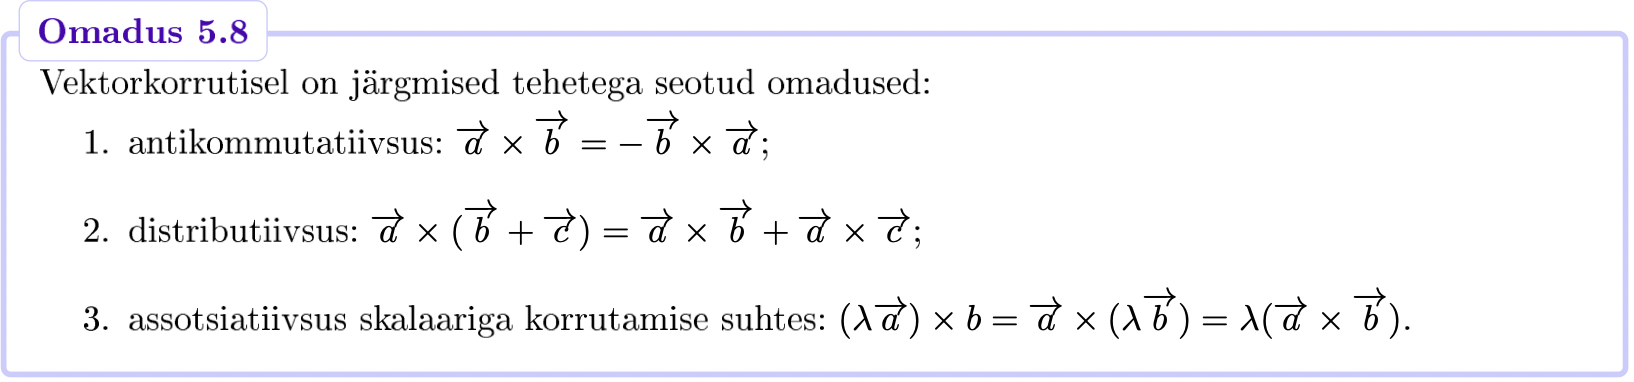 Omadus 5.8
Vektorkorrutisel on järgmised tehetega seotud omadused:
1. antikommutatiivsus: $\overrightarrow{a} \times \overrightarrow{b} = -\overrightarrow{b} \times \overrightarrow{a}$;
2. distributiivsus: $\overrightarrow{a} \times (\overrightarrow{b} + \overrightarrow{c}) = \overrightarrow{a} \times \overrightarrow{b} + \overrightarrow{a} \times \overrightarrow{c}$;
3. assotsiatiivsus skalaariga korrutamise suhtes: $(\lambda \overrightarrow{a}) \times b = \overrightarrow{a} \times (\lambda \overrightarrow{b}) = \lambda(\overrightarrow{a} \times \overrightarrow{b})$.